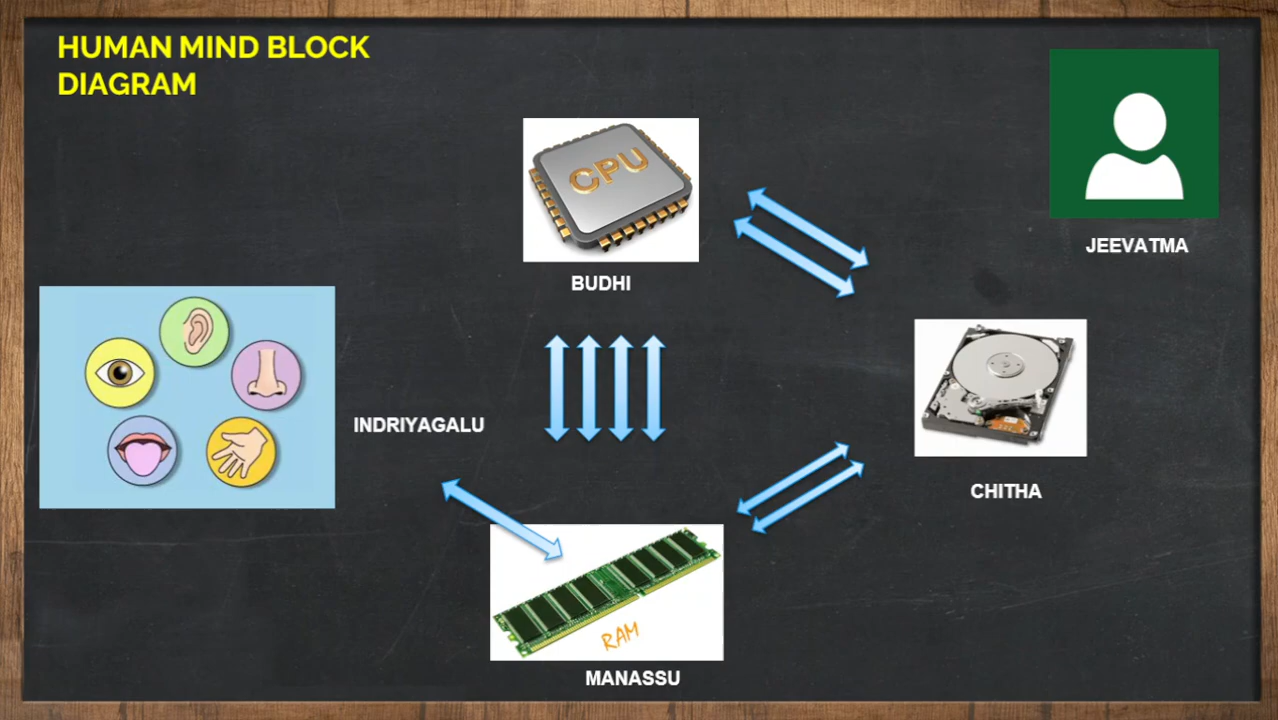 HUMAN MIND BLOCK
DIAGRAM
CPU
BUDHI
JEEVATMA
INDRIYAGALU
CHITHA
RAM
MANASSU